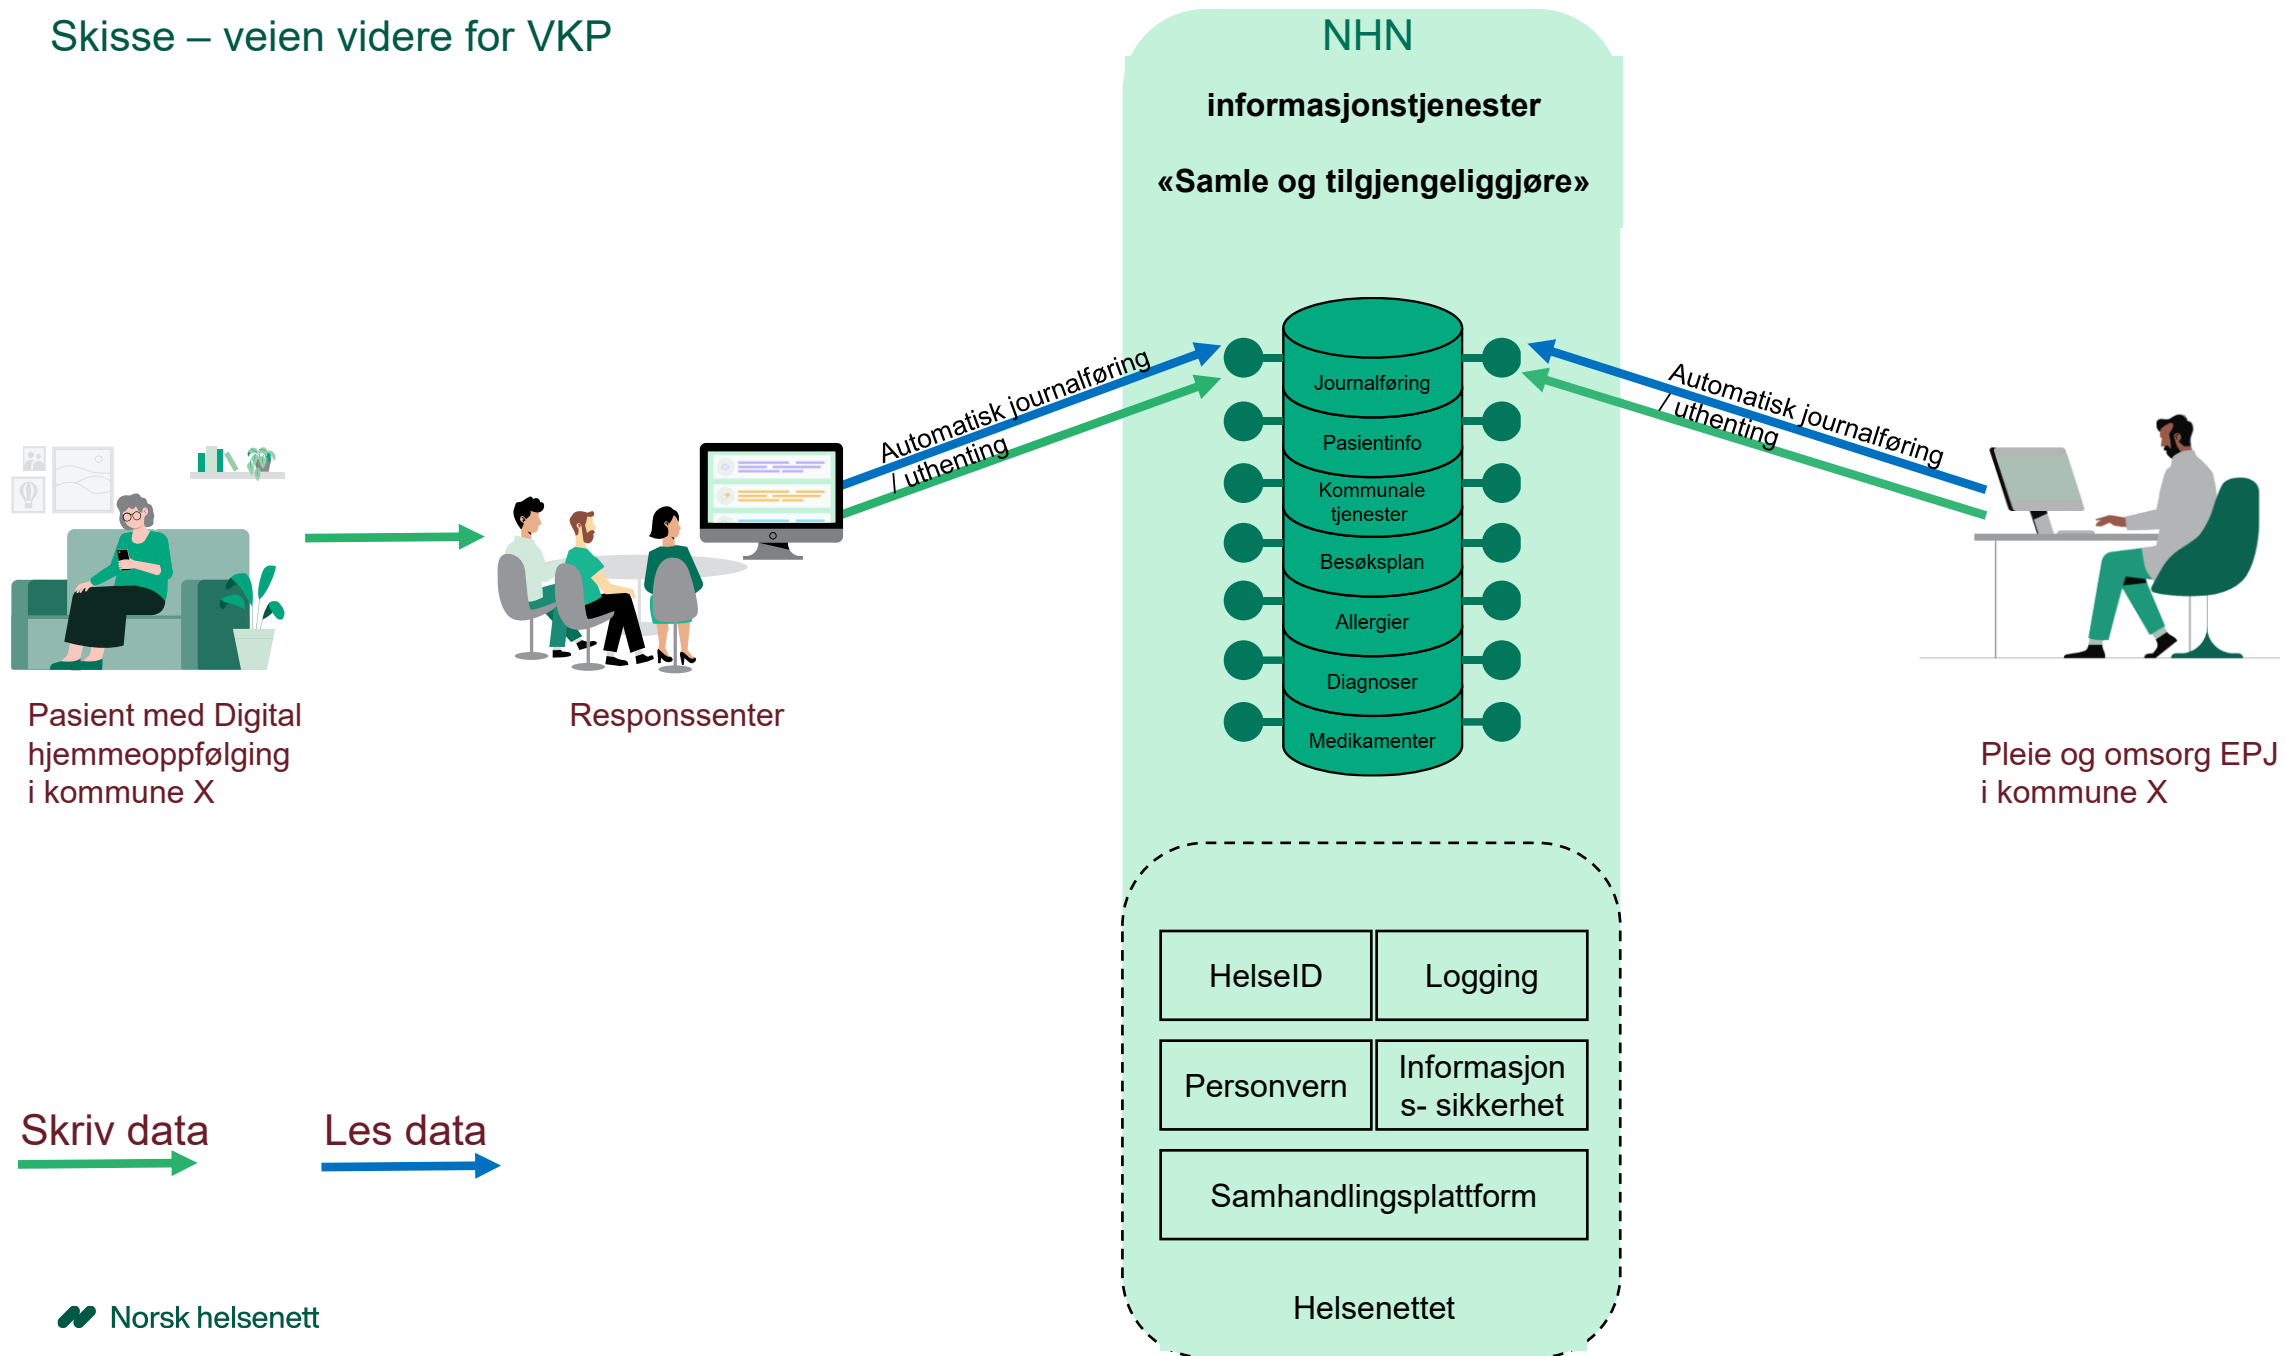 Skisse – veien videre for VKP
NHN
informasjonstjenester
«Samle og tilgjengeliggjøre»
Automatisk journalføring
/ uthenting
Journalføring
Pasientinfo
Kommunale
tjenester
Besøksplan
Allergier
Diagnoser
Medikamenter
Automatisk journalføring
/ uthenting
Pasient med Digital
hjemmeoppfølging
i kommune X
Responssenter
Pleie og omsorg EPJ
i kommune X
HelseID
Logging
Personvern
Informasjon
s- sikkerhet
Samhandlingsplattform
Helsenettet
Skriv data
Les data
Norsk helsenett